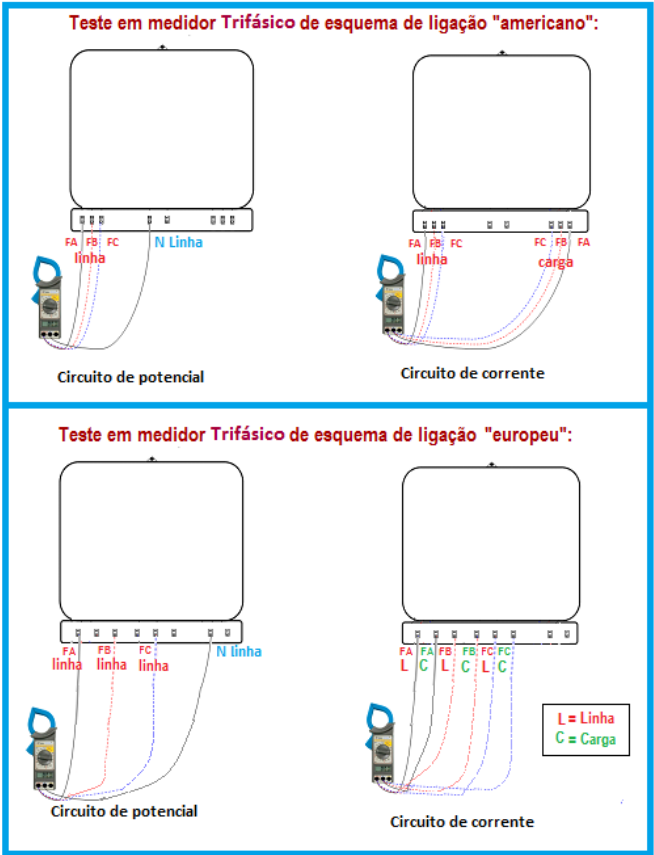 Teste em medidor Trifásico de esquema de ligação "americano":
FA FB FC N Linha
linha
FA FB FC FC FB FA
linha carga
Circuito de potencial
Circuito de corrente
Teste em medidor Trifásico de esquema de ligação "europeu":
FA FB FC
linha linha linha N linha
FA FA FB FB FC FC
L C L C L C
L = Linha
C = Carga
Circuito de potencial
Circuito de corrente